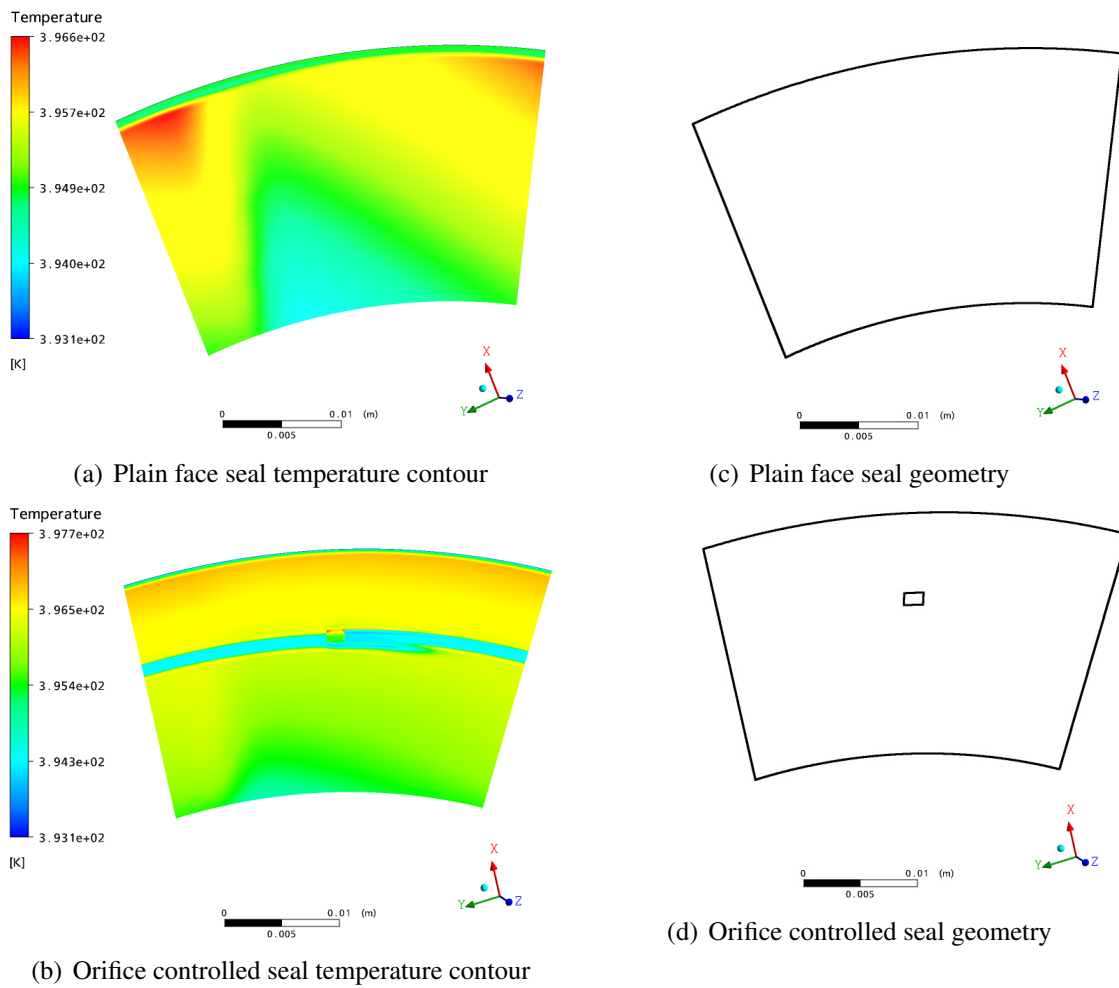 Temperature
3.966e+02
3.957e+02
3.949e+02
3.940e+02
3.931e+02
[K]
X
Y
Z
0
0.01 (m)
0.005
(a) Plain face seal temperature contour
X
Y
Z
0
0.01 (m)
0.005
(c) Plain face seal geometry
Temperature
3.977e+02
3.965e+02
3.954e+02
3.943e+02
3.931e+02
[K]
X
Y
Z
0
0.01 (m)
0.005
(b) Orifice controlled seal temperature contour
X
Y
Z
0
0.01 (m)
0.005
(d) Orifice controlled seal geometry